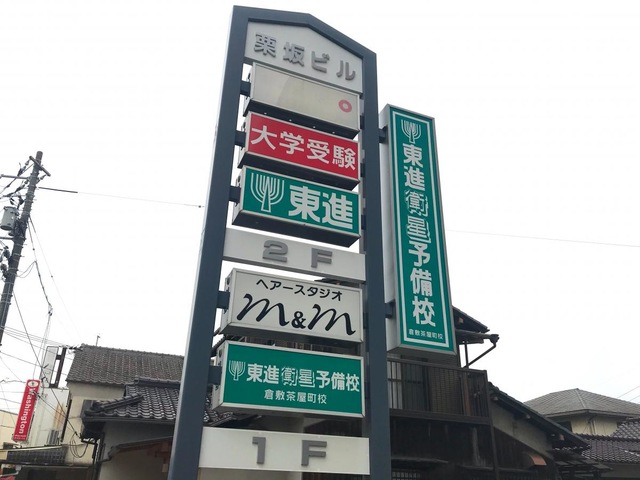 栗坂ビル
大学受験
東進
2F
ヘアースタジオ
m&m
東進衛星予備校
倉敷茶屋町校
1F
東進衛星予備校
倉敷茶屋町校
Washington